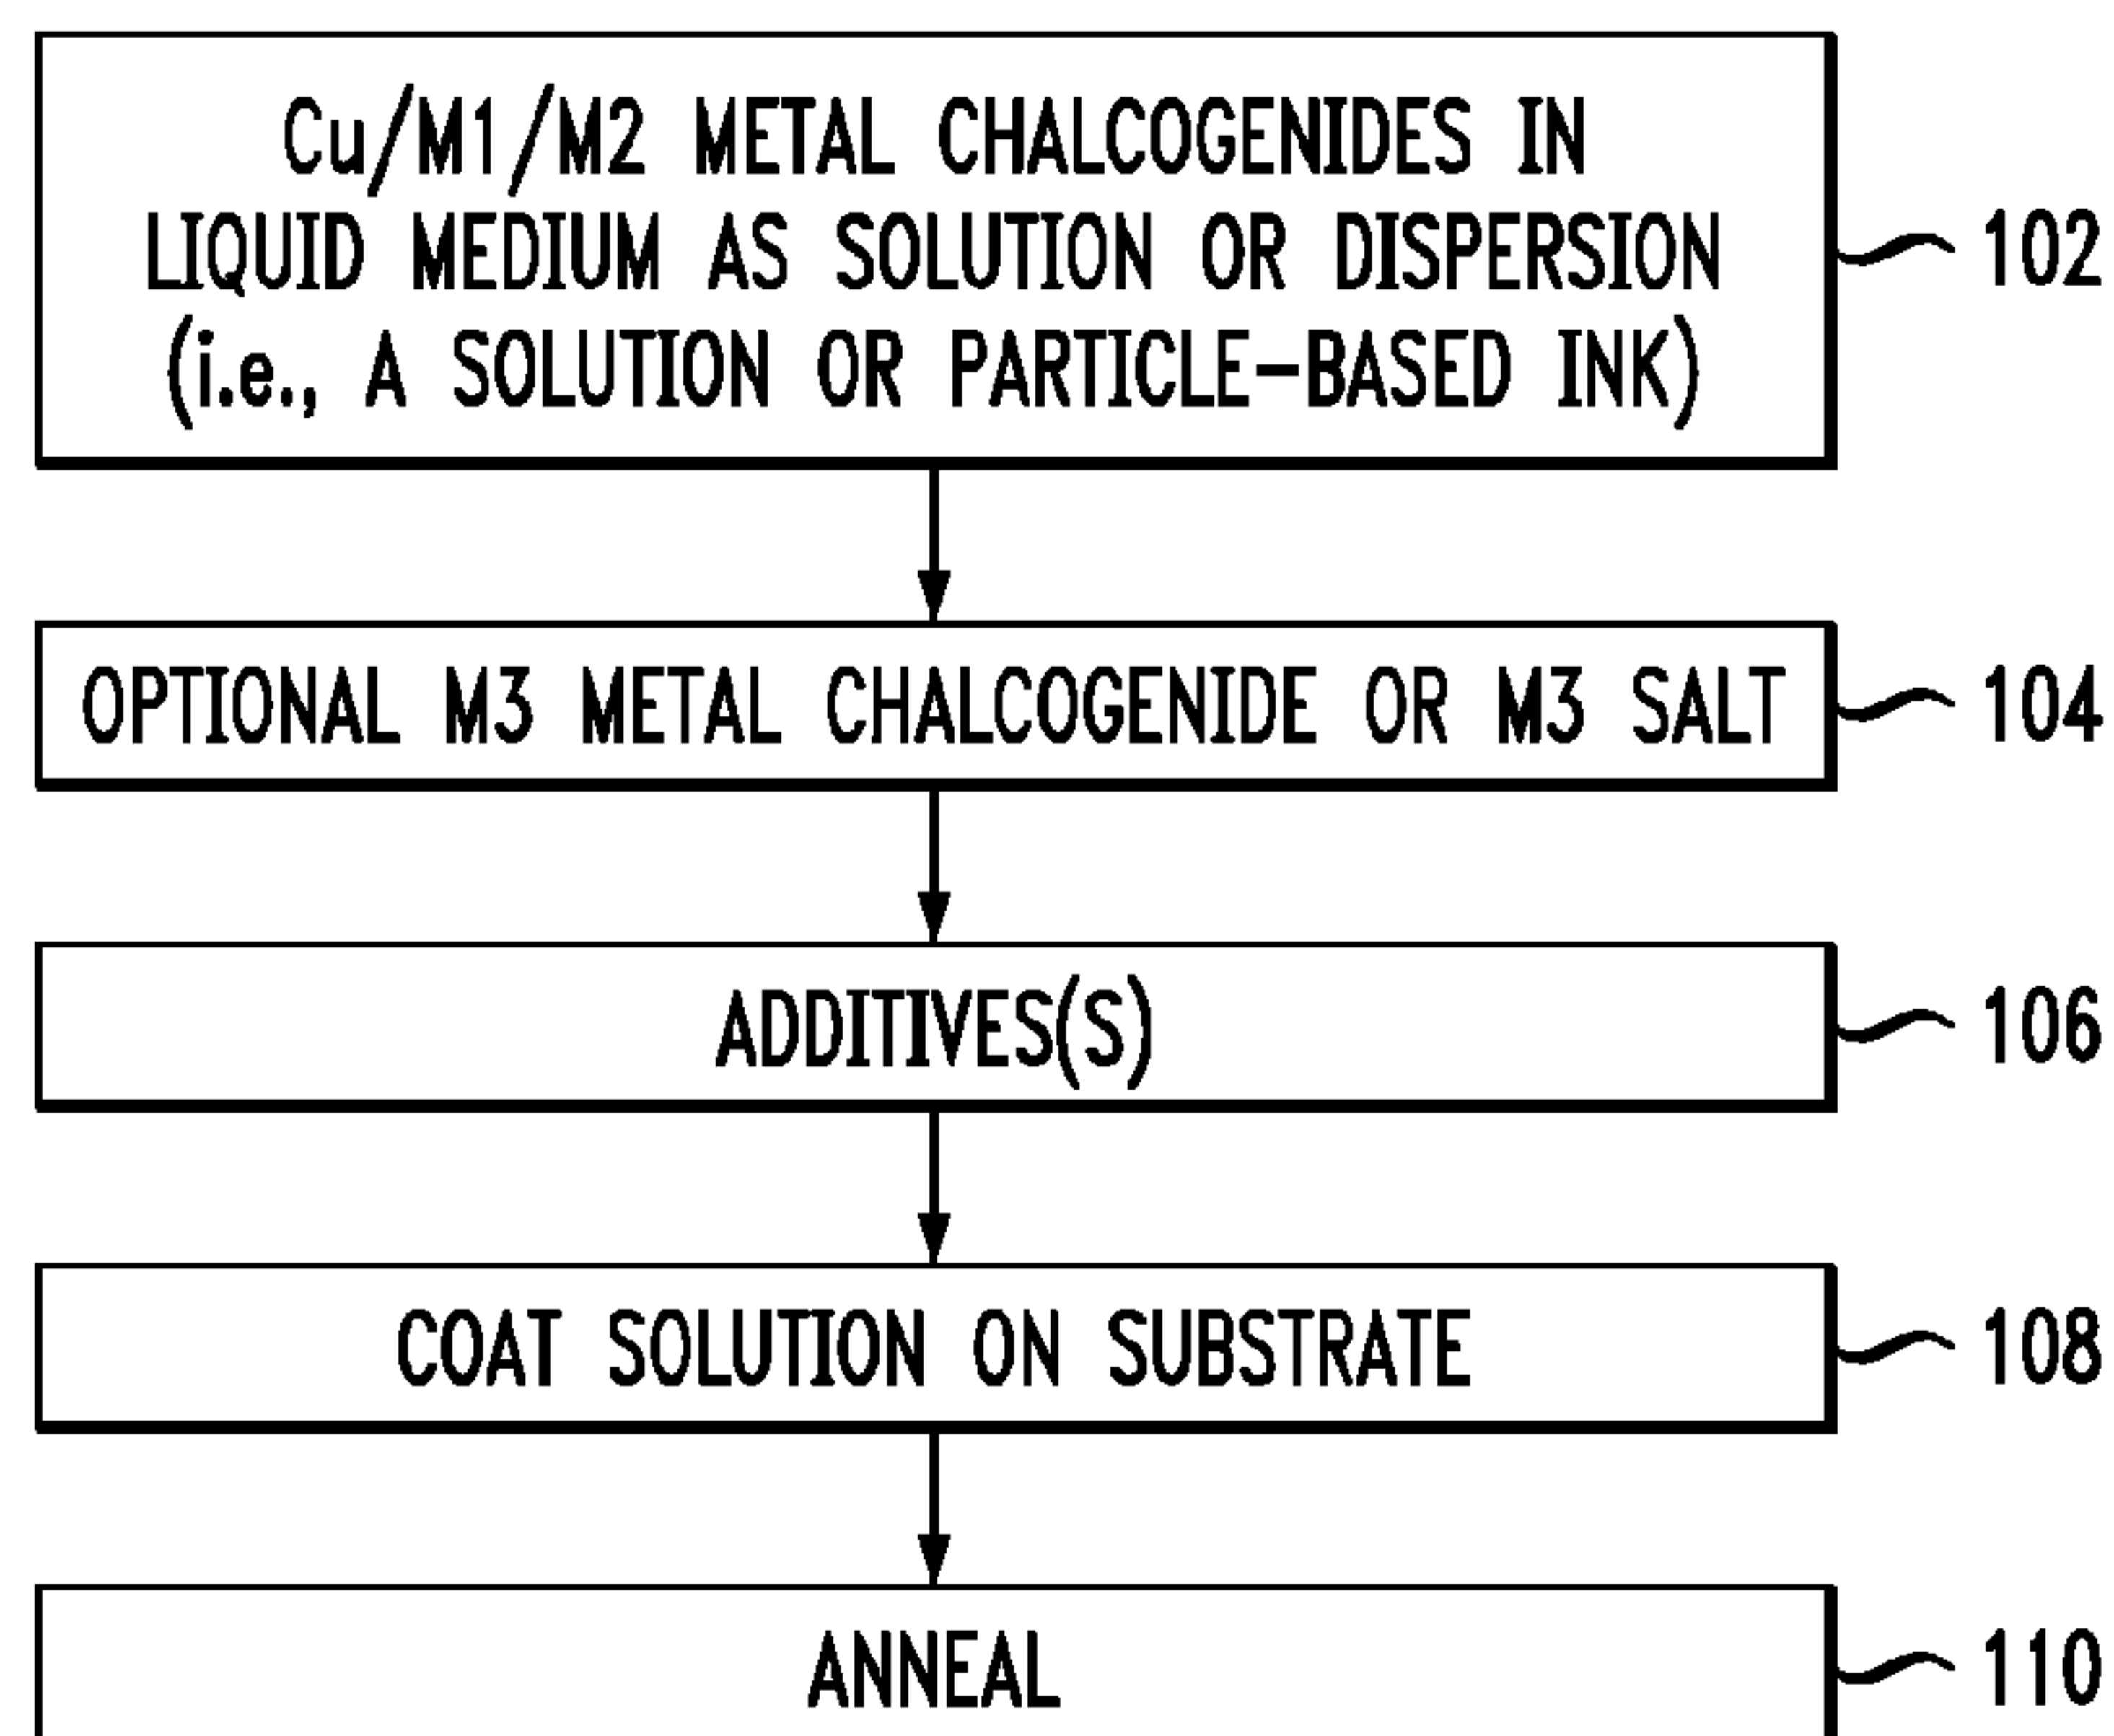 Cu/M1/M2 METAL CHALCOGENIDES IN
LIQUID MEDIUM AS SOLUTION OR DISPERSION
(i.e., A SOLUTION OR PARTICLE-BASED INK)
102
OPTIONAL M3 METAL CHALCOGENIDE OR M3 SALT
104
ADDITIVES(S)
106
COAT SOLUTION ON SUBSTRATE
108
ANNEAL
110